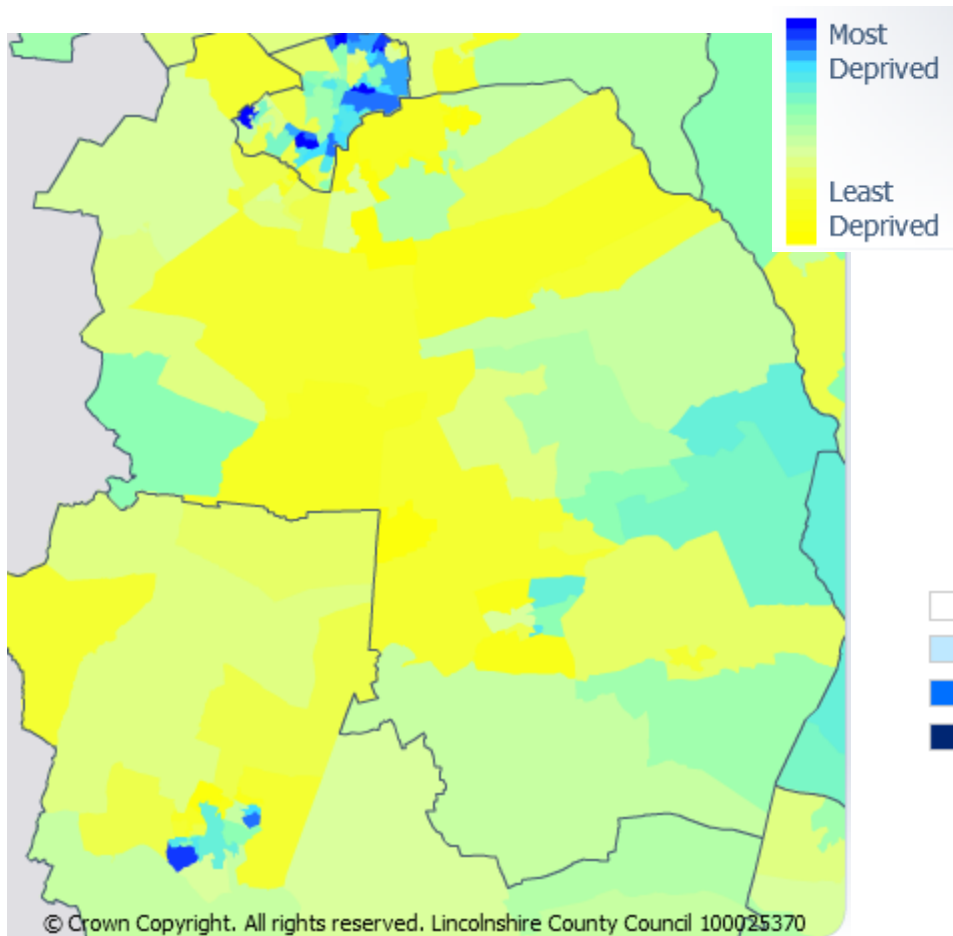 Most
Deprived
Least
Deprived
© Crown Copyright. All rights reserved. Lincolnshire County Council 100025370